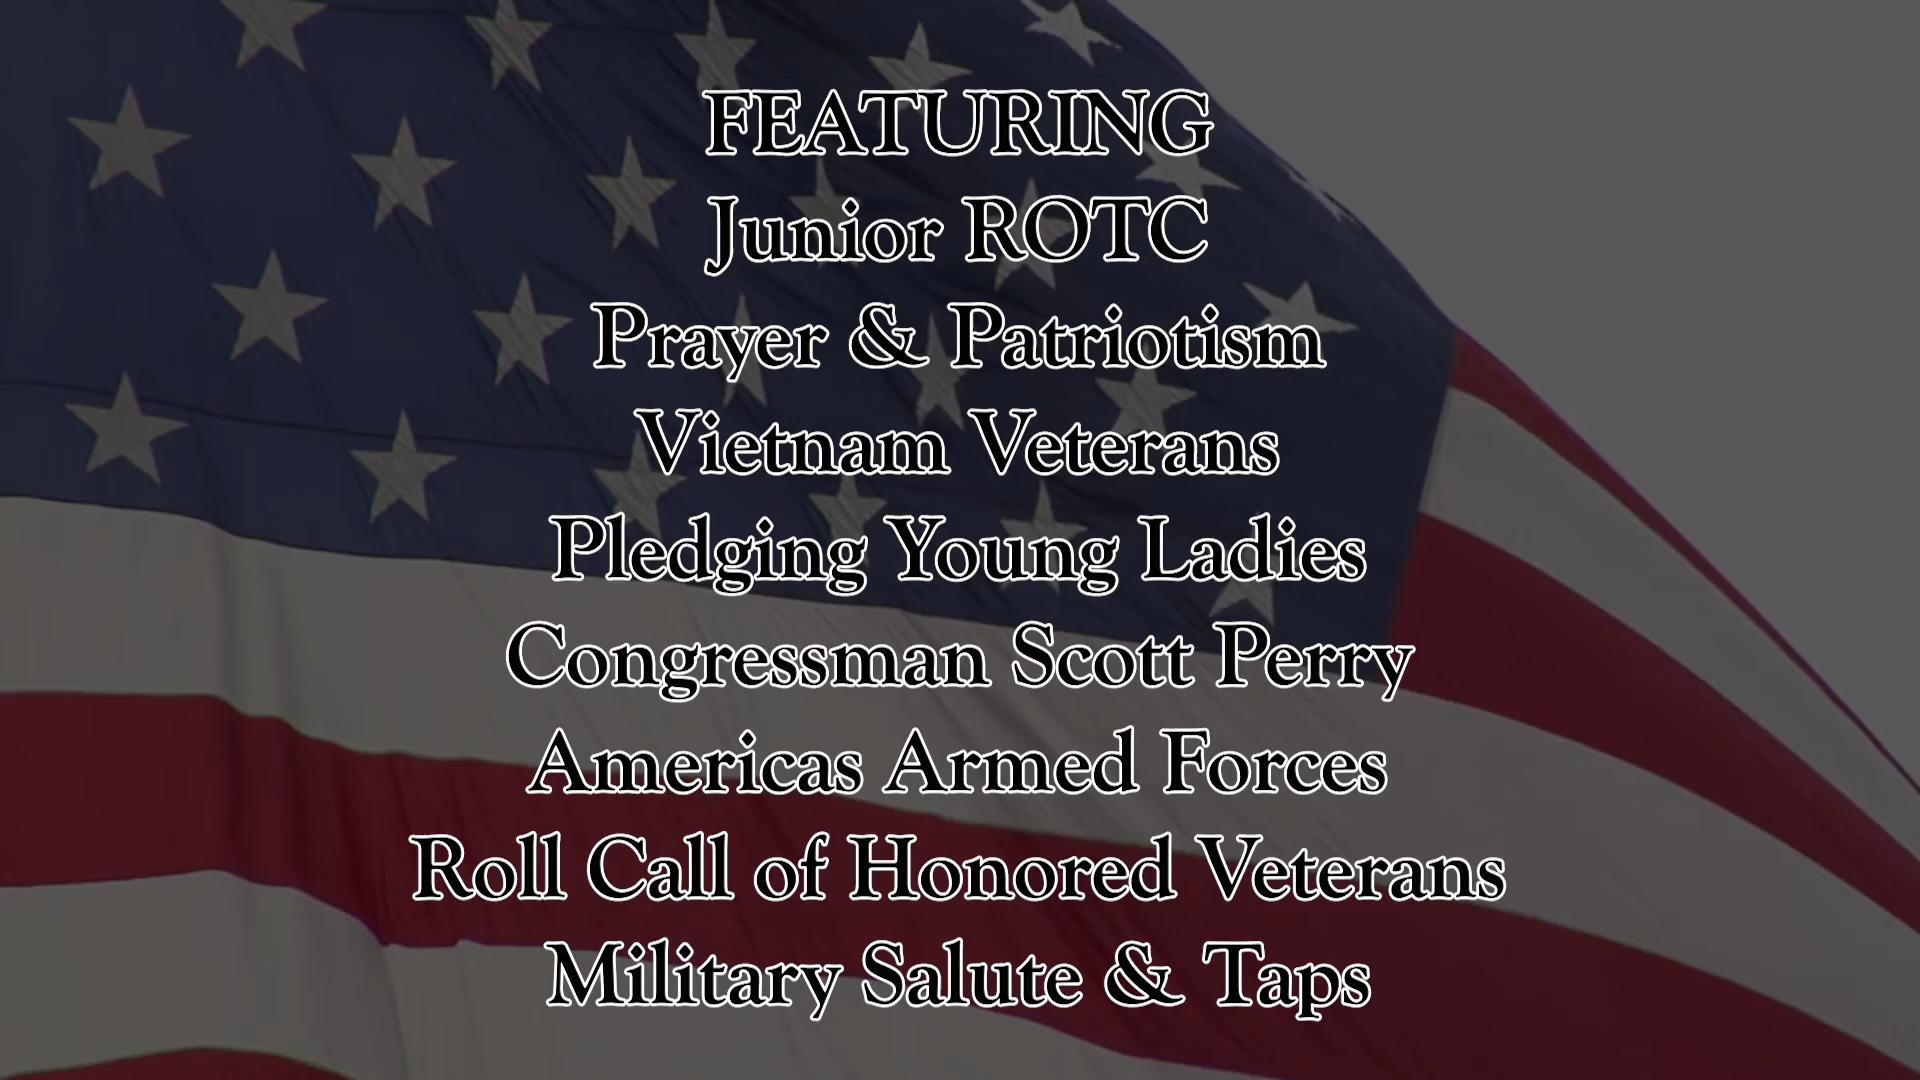 FEATURING
Junior ROTC
Prayer & Patriotism
Vietnam Veterans
Pledging Young Ladies
Congressman Scott Perry
Americas Armed Forces
Roll Call of Honored Veterans
Military Salute & Taps